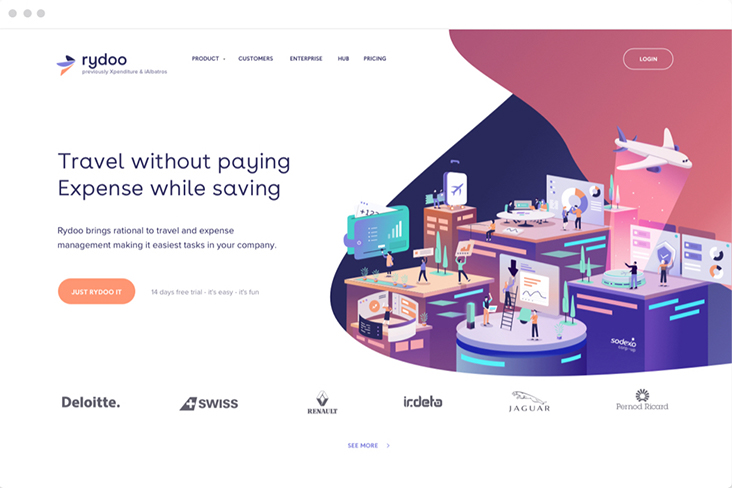 rydoo
previously Xpenditure & iAlbatros
PRODUCT
CUSTOMERS
ENTERPRISE
HUB
PRICING
LOGIN
Travel without paying
Expense while saving
Rydoo brings rational to travel and expense
management making it easiest tasks in your company.
JUST RYDOO IT
14 days free trial - it's easy - it's fun
+123
sodexo
Deloitte.
SWISS
RENAULT
irdeto
JAGUAR
Pernod Ricard
SEE MORE